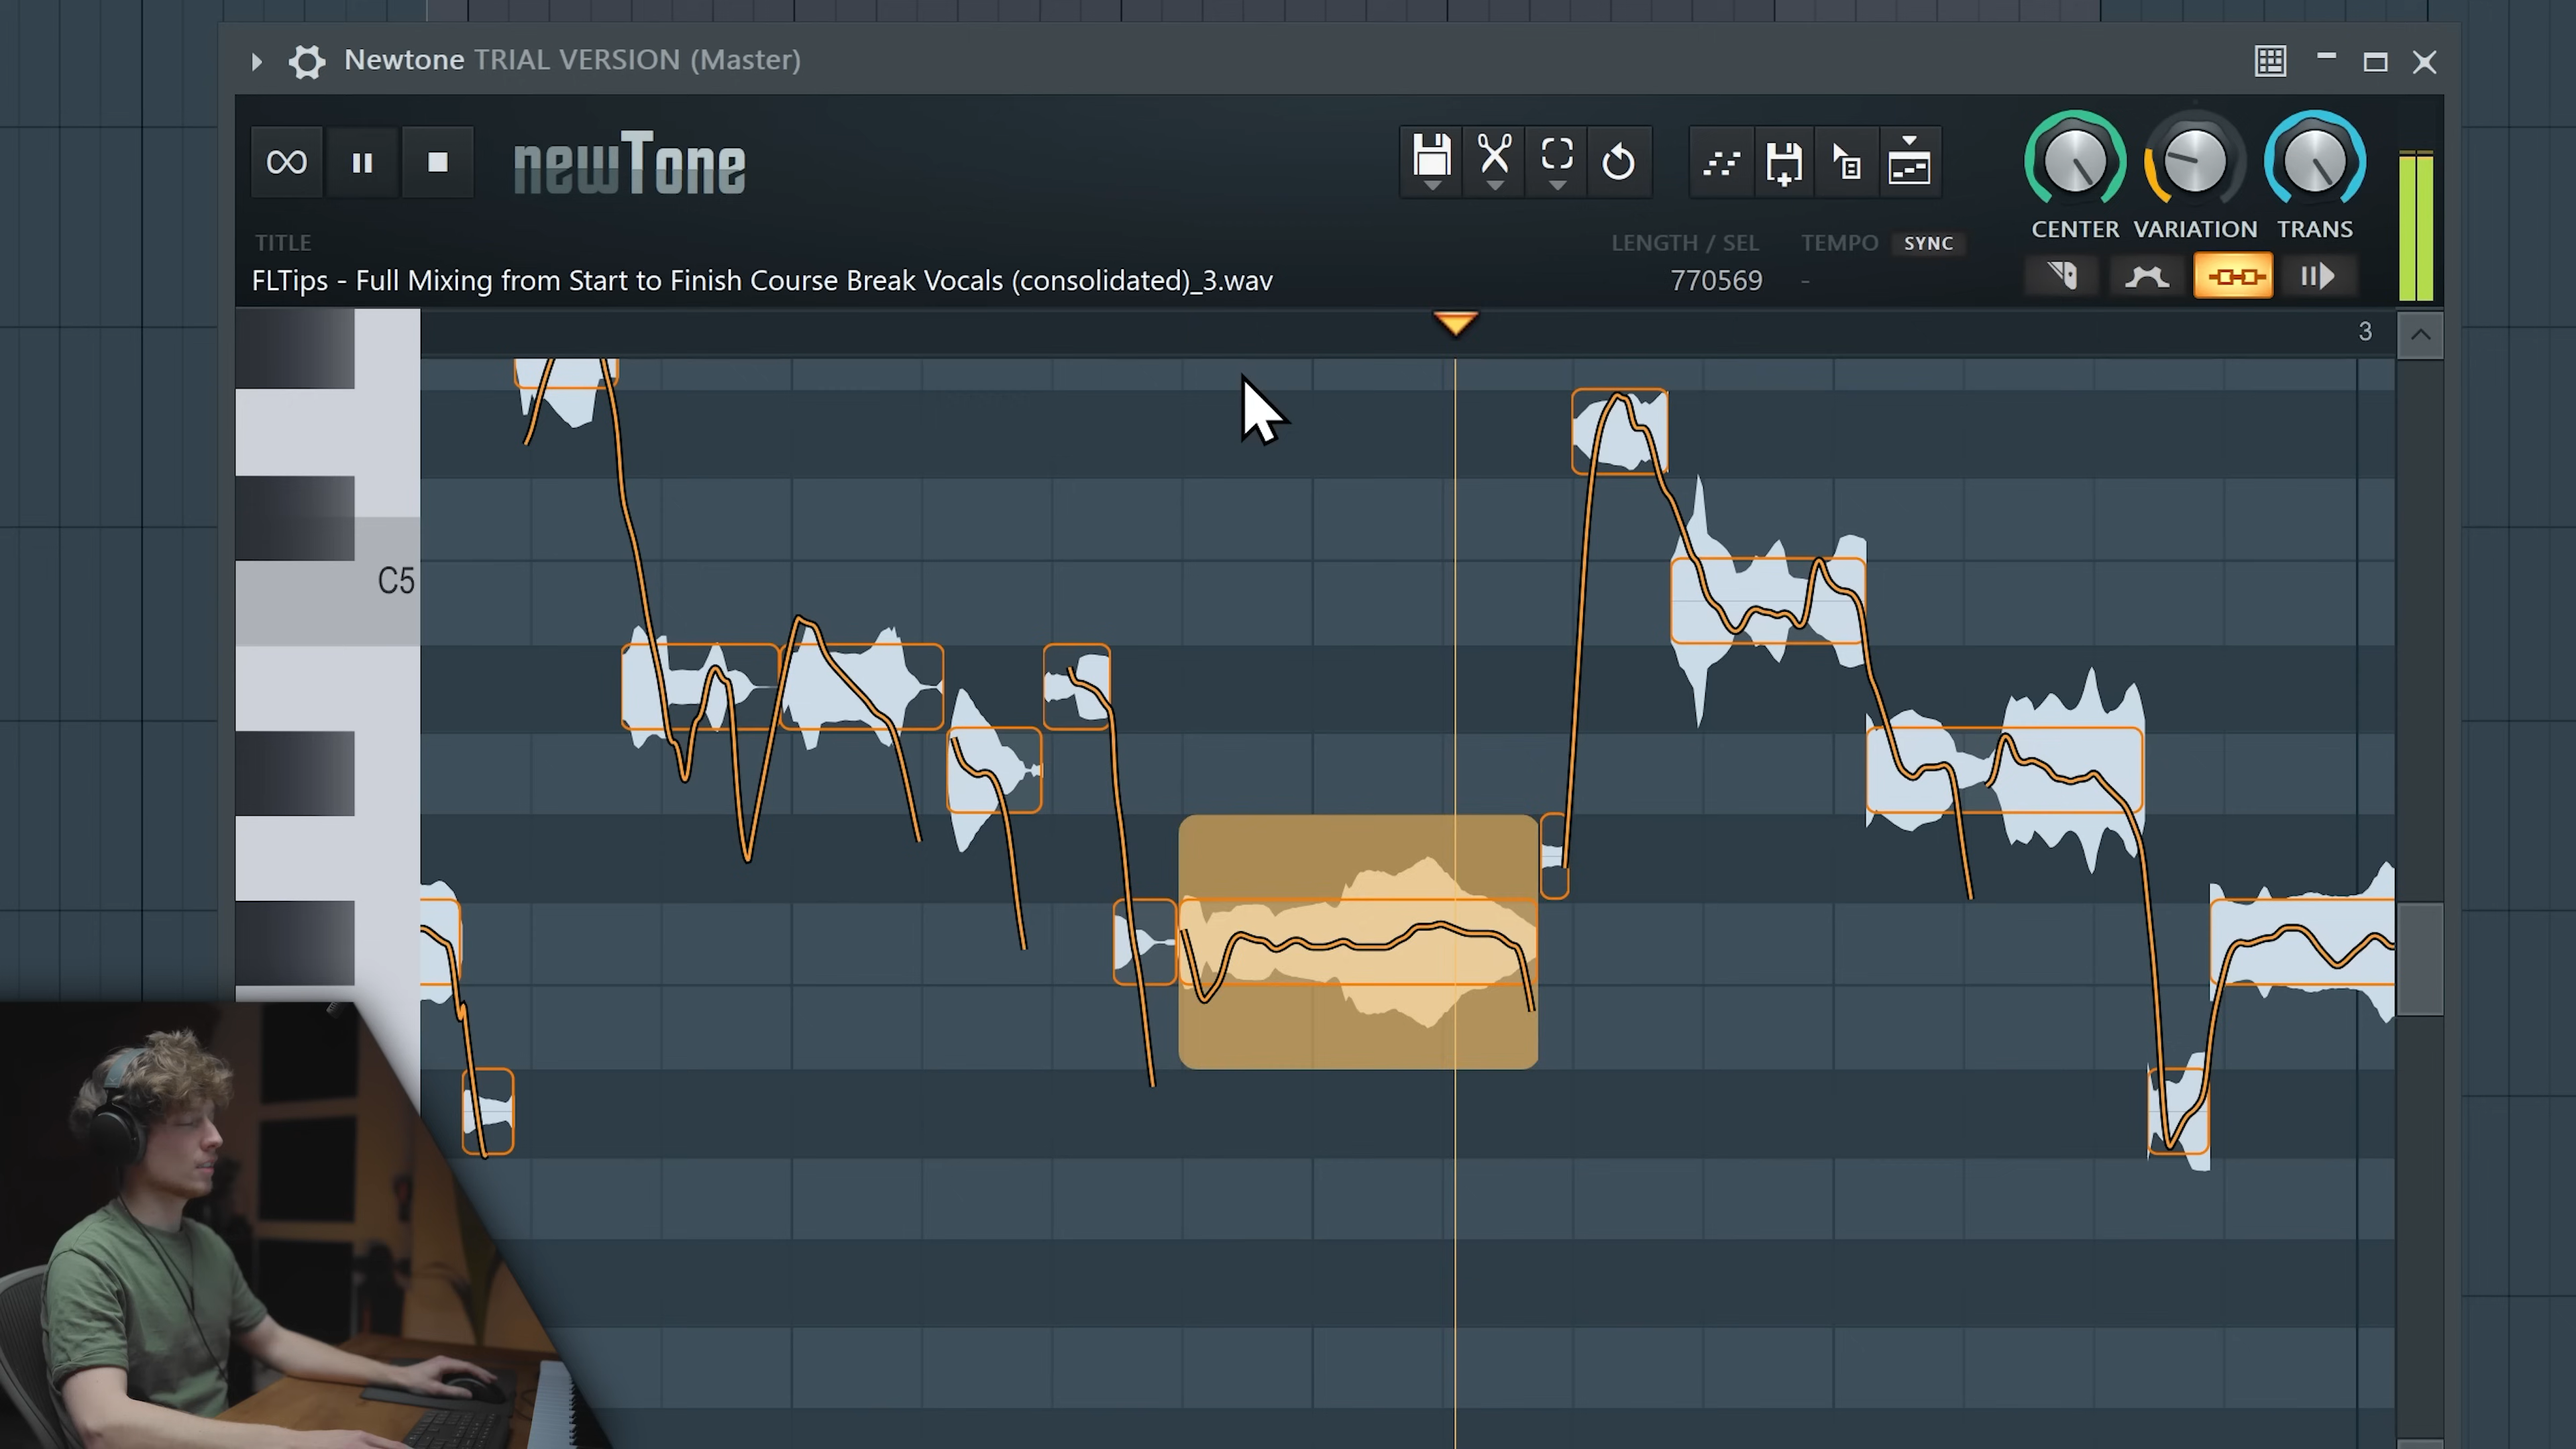 Newtone TRIAL VERSION (Master)
newTone
CENTER VARIATION TRANS
TITLE
LENGTH / SEL TEMPO SYNC
FLTips - Full Mixing from Start to Finish Course Break Vocals (consolidated)_3.wav
770569 -
3
C5